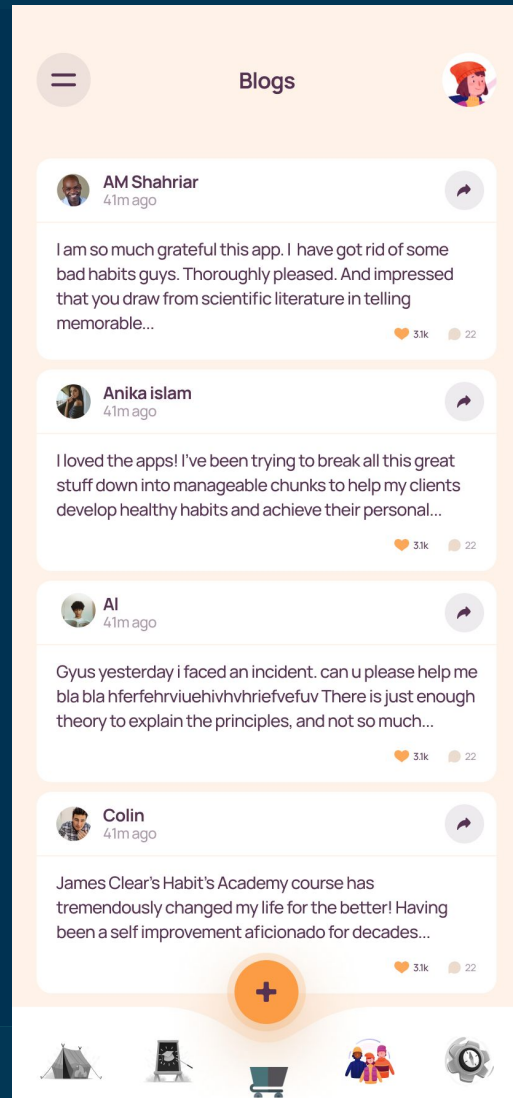 Blogs
AM Shahriar
41m ago
I am so much grateful this app. I have got rid of some
bad habits guys. Thoroughly pleased. And impressed
that you draw from scientific literature in telling
memorable...
3.1k 22
Anika islam
41m ago
I loved the apps! I've been trying to break all this great
stuff down into manageable chunks to help my clients
develop healthy habits and achieve their personal...
3.1k 22
Al
41m ago
Gyus yesterday i faced an incident. can u please help me
bla bla hferfehrviuehivhvhriefvefuv There is just enough
theory to explain the principles, and not so much...
3.1k 22
Colin
41m ago
James Clear's Habit's Academy course has
tremendously changed my life for the better! Having
been a self improvement aficionado for decades...
3.1k 22